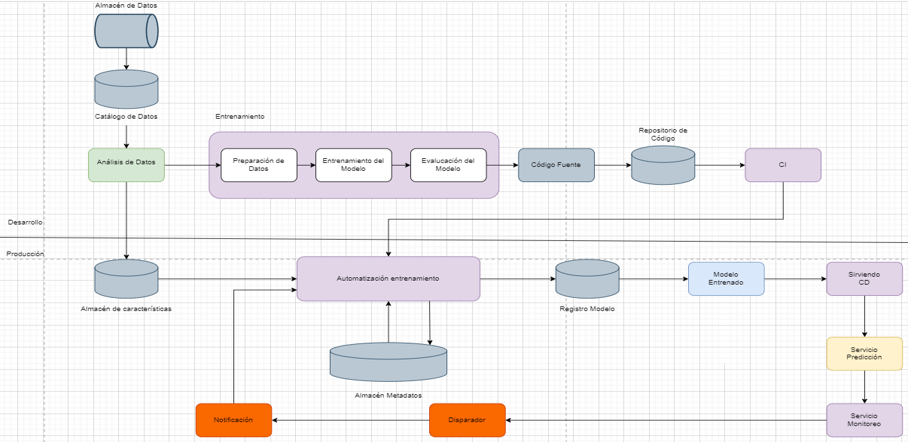 Almacén de Datos
Catálogo de Datos
Entrenamiento
Repositorio de
Código
Análisis de Datos
Preparación de
Datos
Entrenamiento del
Modelo
Evalucación del
Modelo
Código Fuente
CI
Desarrollo
Producción
Automatización entrenamiento
Modelo
Entrenado
Sirviendo
CD
Almacén de características
Registro Modelo
Servicio
Predicción
Almacén Metadatos
Notificación
Disparador
Servicio
Monitoreo